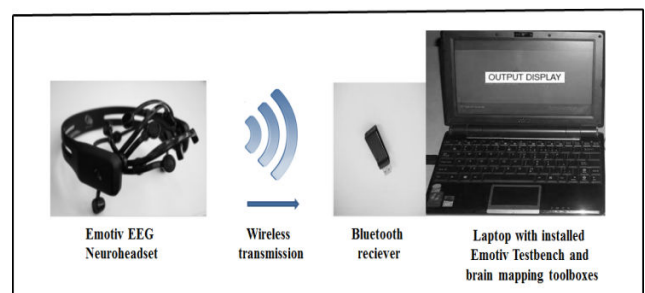 OUTPUT DISPLAY
Emotiv EEG
Neuroheadset
Wireless
transmission
Bluetooth
reciever
Laptop with installed
Emotiv Testbench and
brain mapping toolboxes